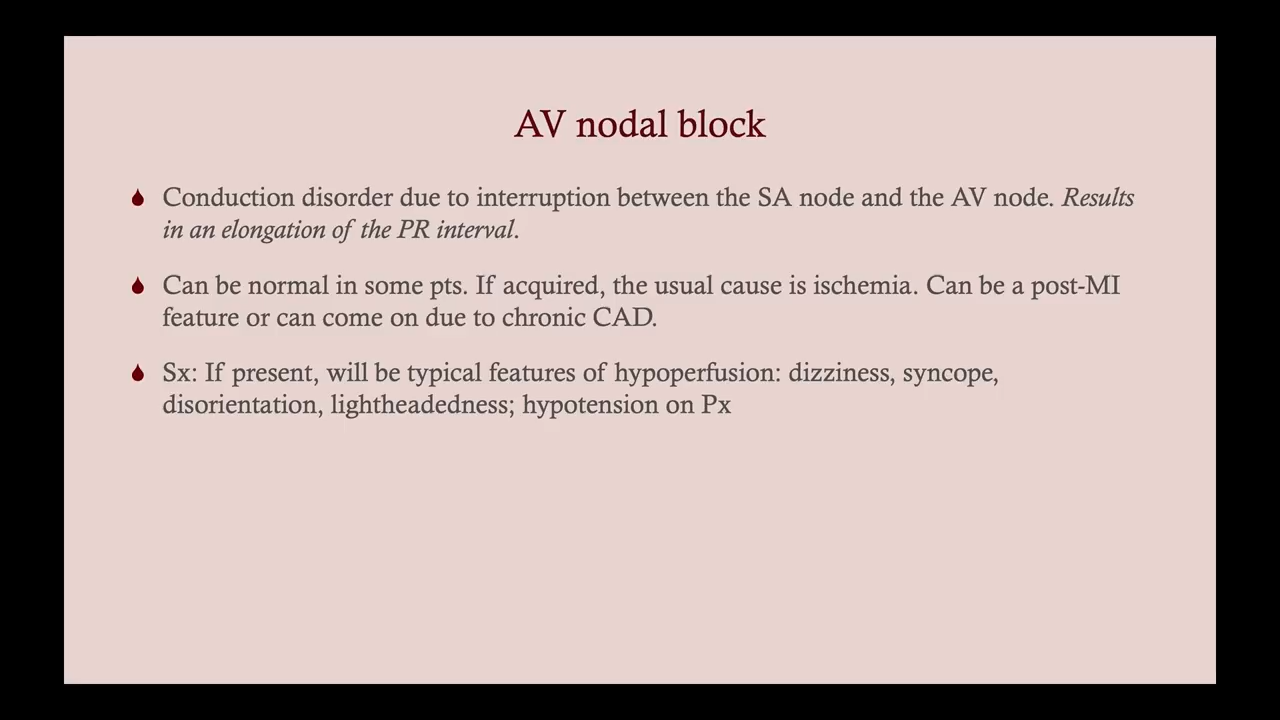 AV nodal block
Conduction disorder due to interruption between the SA node and the AV node. Results
in an elongation of the PR interval.
Can be normal in some pts. If acquired, the usual cause is ischemia. Can be a post-MI
feature or can come on due to chronic CAD.
Sx: If present, will be typical features of hypoperfusion: dizziness, syncope,
disorientation, lightheadedness; hypotension on Px